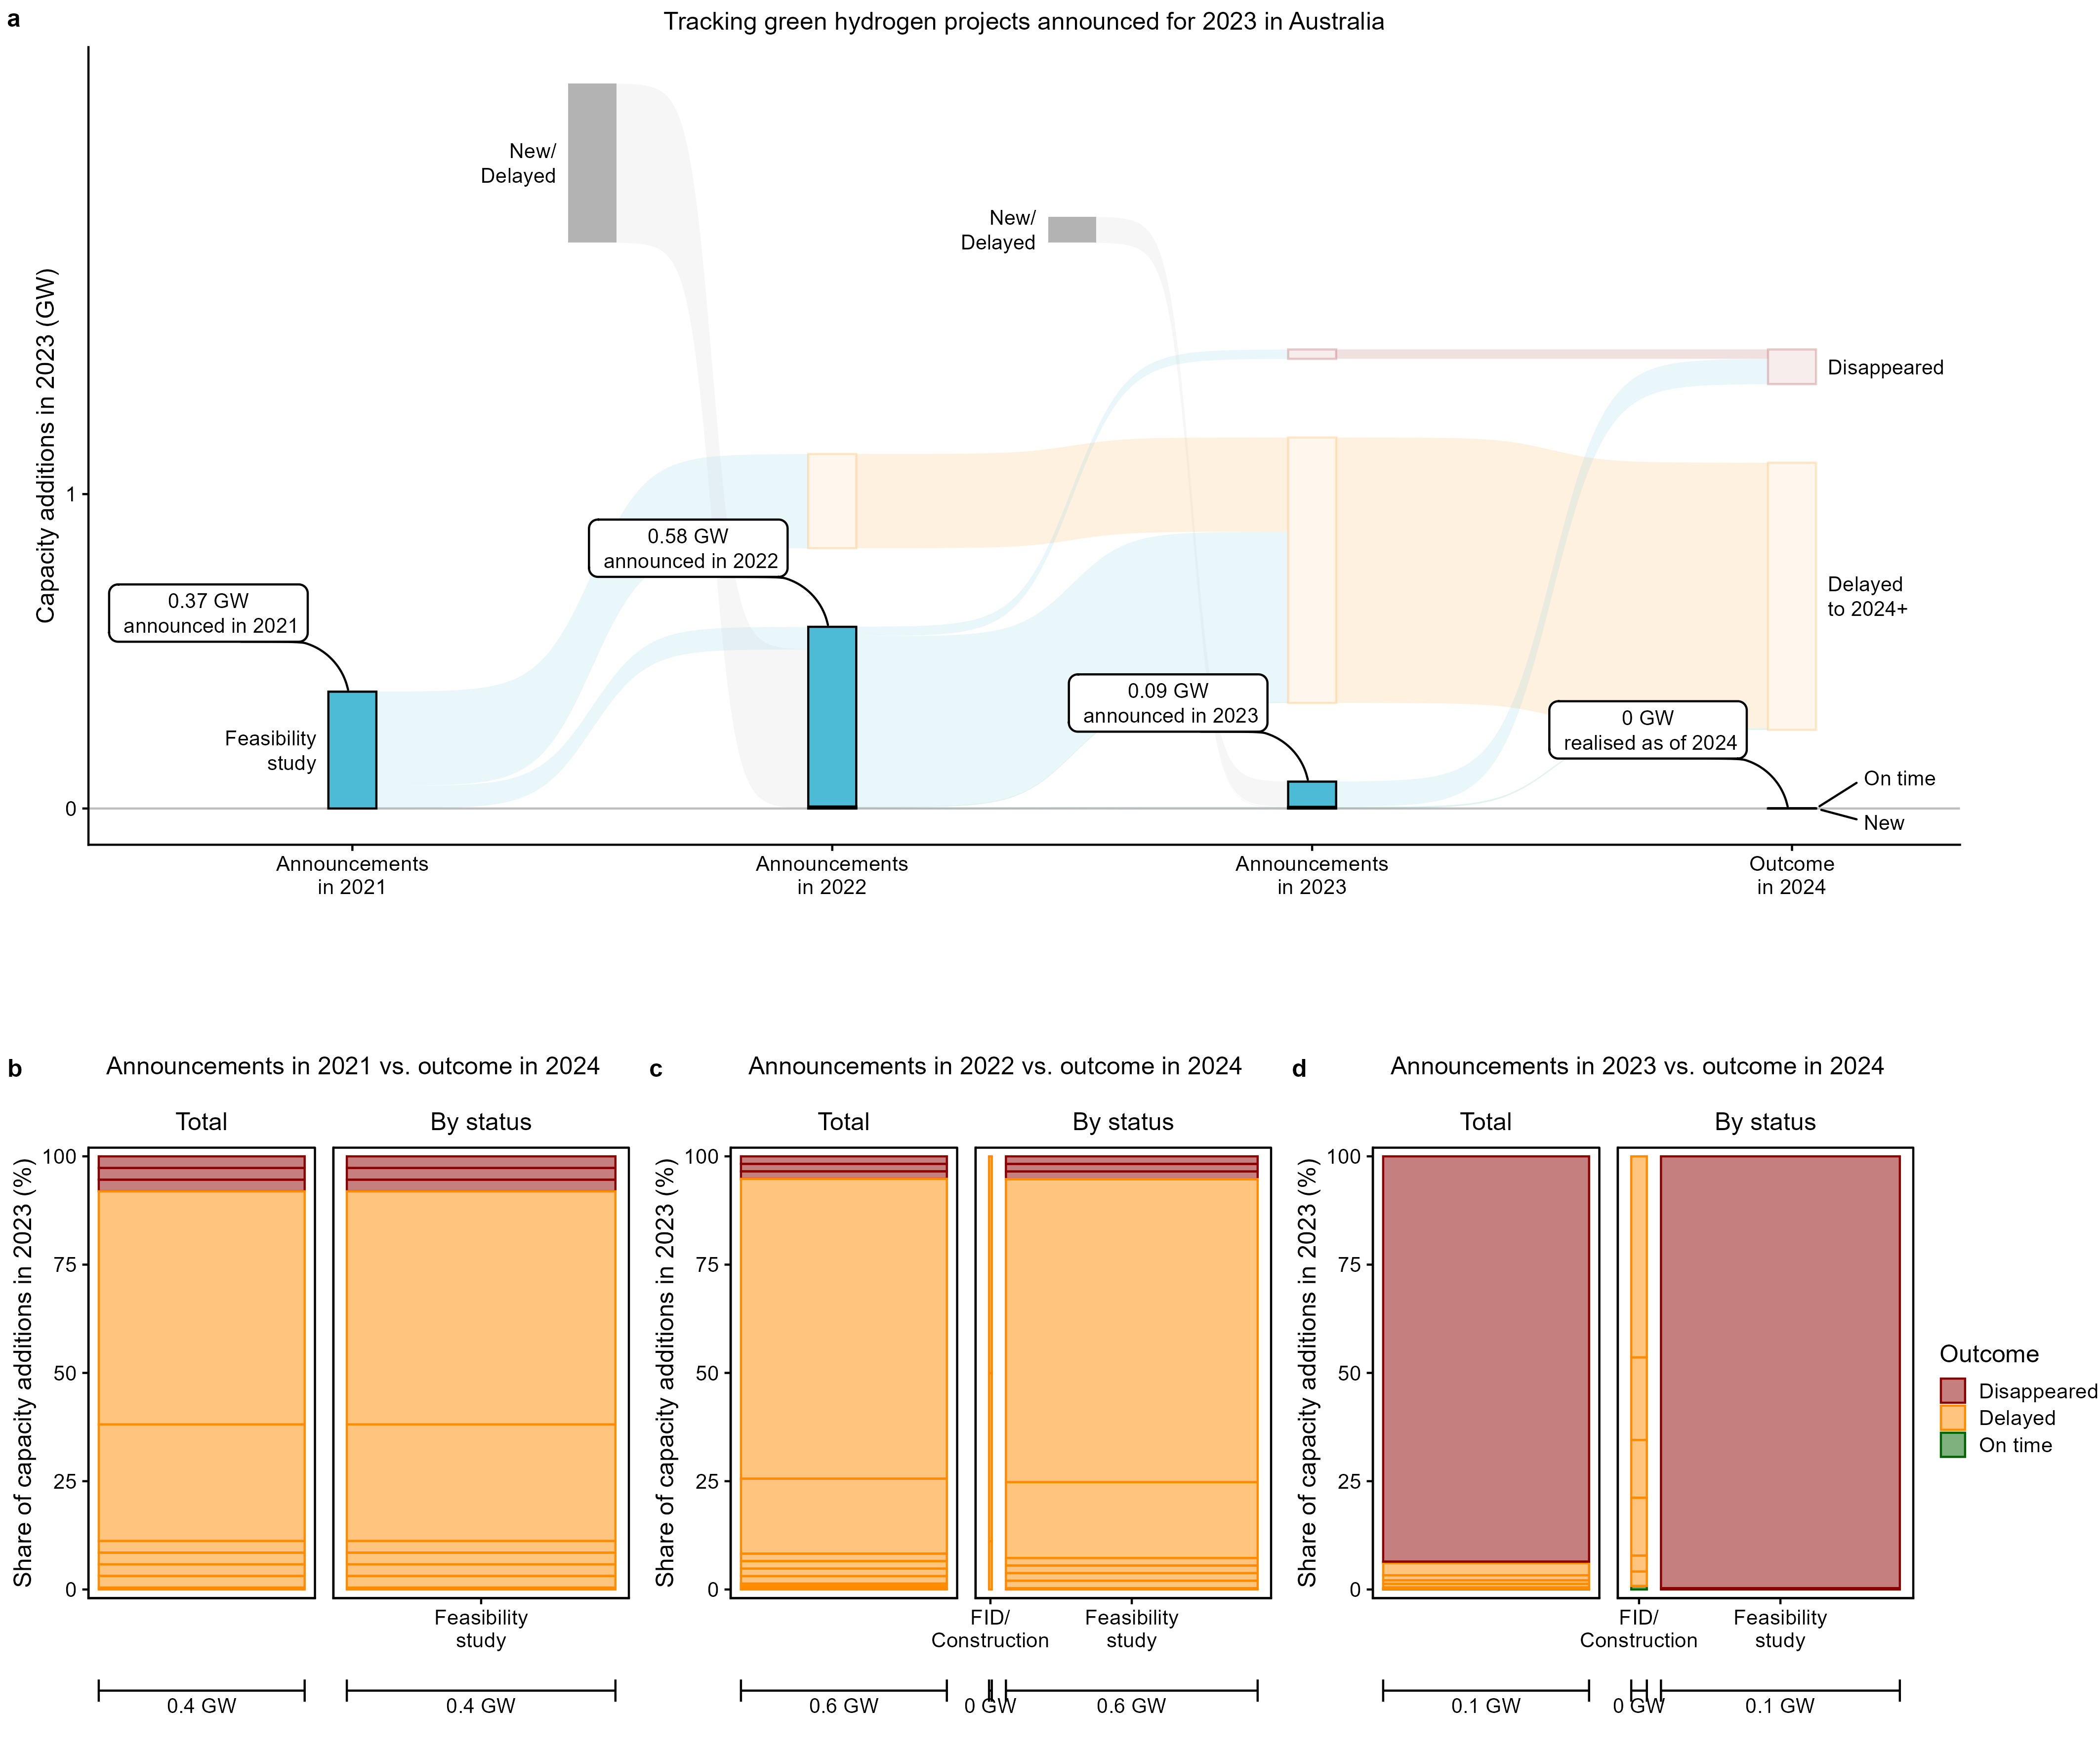 a
Tracking green hydrogen projects announced for 2023 in Australia
Capacity additions in 2023 (GW)
1
0
New/
Delayed
New/
Delayed
0.37 GW
announced in 2021
0.58 GW
announced in 2022
0.09 GW
announced in 2023
0 GW
realised as of 2024
Feasibility
study
Disappeared
Delayed
to 2024+
On time
New
Announcements
in 2021
Announcements
in 2022
Announcements
in 2023
Outcome
in 2024
b
Announcements in 2021 vs. outcome in 2024
Total
By status
Share of capacity additions in 2023 (%)
100
75
50
25
0
Feasibility
study
0.4 GW
0.4 GW
c
Announcements in 2022 vs. outcome in 2024
Total
By status
Share of capacity additions in 2023 (%)
100
75
50
25
0
FID/
Construction
Feasibility
study
0.6 GW
0 GW
0.6 GW
d
Announcements in 2023 vs. outcome in 2024
Total
By status
Share of capacity additions in 2023 (%)
100
75
50
25
0
FID/
Construction
Feasibility
study
0.1 GW
0 GW
0.1 GW
Outcome
Disappeared
Delayed
On time